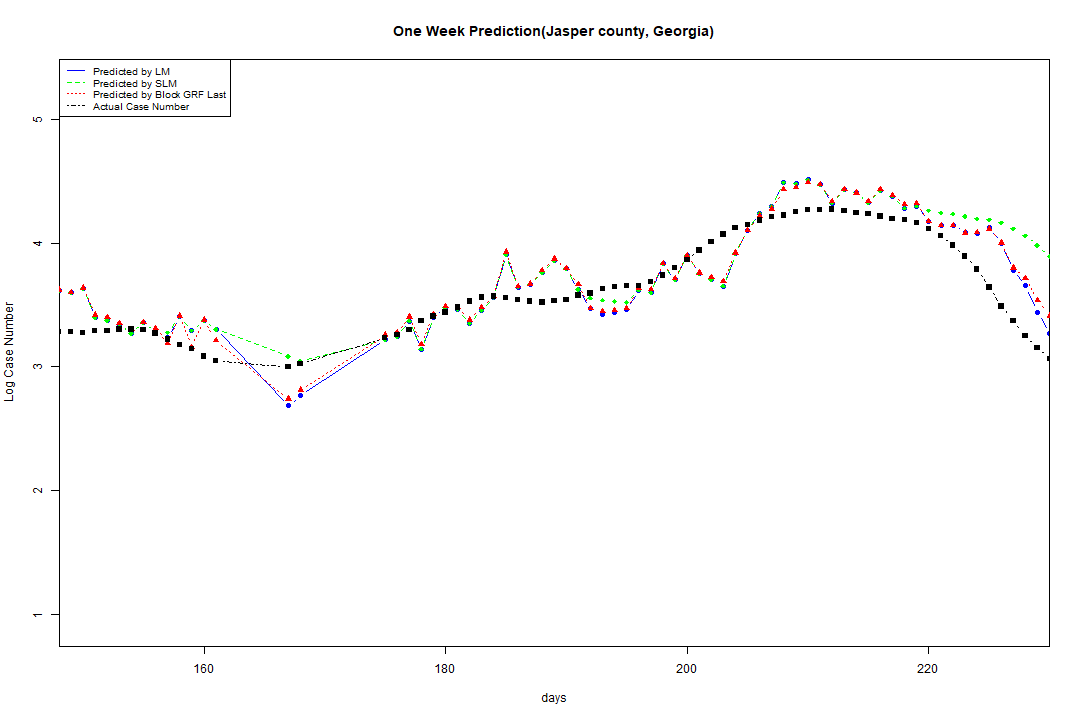 One Week Prediction(Jasper county, Georgia)
Predicted by LM
Predicted by SLM
Predicted by Block GRF Last
Actual Case Number
5
4
3
2
1
Log Case Number
160 180 200 220
days